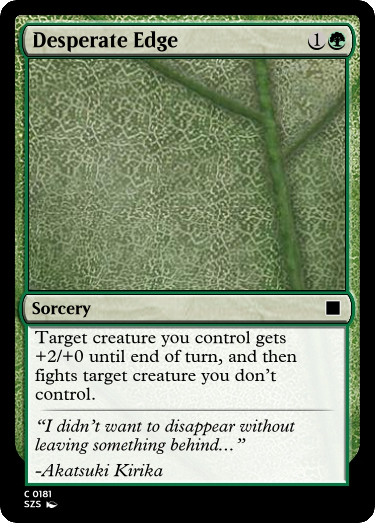 Desperate Edge 1
Sorcery
Target creature you control gets
+2/+0 until end of turn, and then
fights target creature you don't
control.
“I didn't want to disappear without
leaving something behind...”
-Akatsuki Kirika
C 0181
SZS